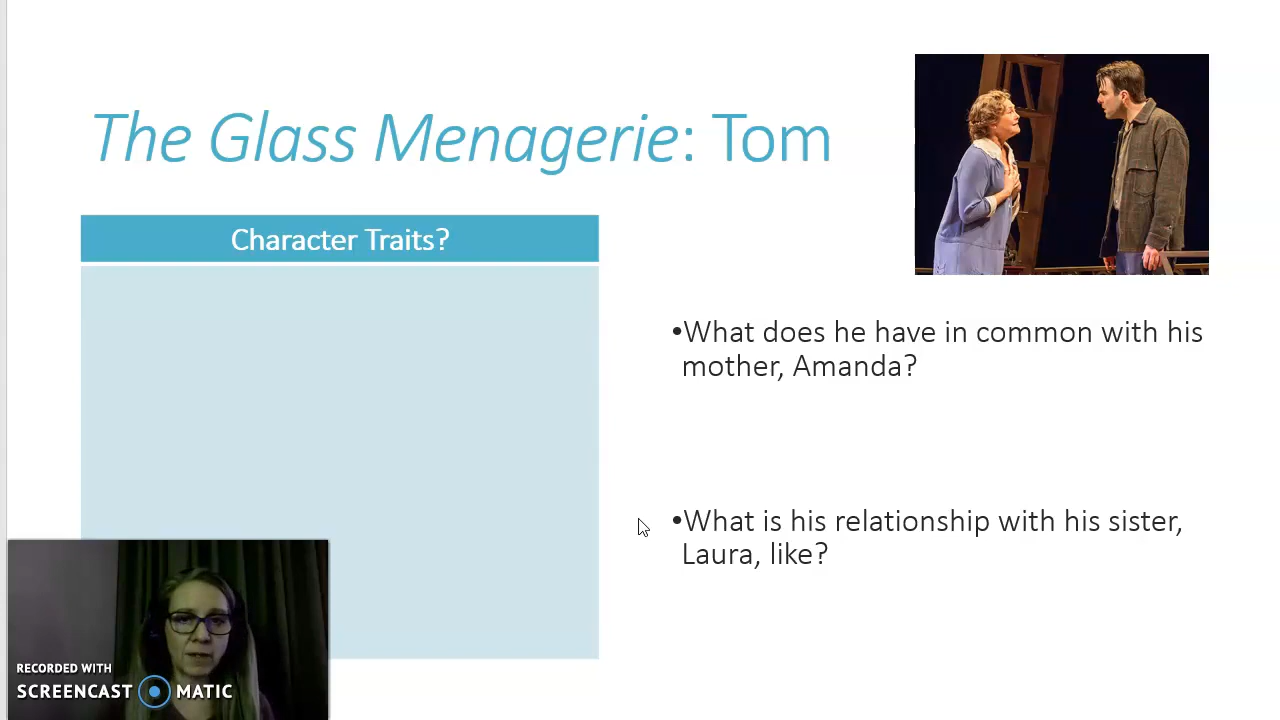 The Glass Menagerie: Tom
Character Traits?
•What does he have in common with his
mother, Amanda?
•What is his relationship with his sister,
Laura, like?
RECORDED WITH
SCREENCAST MATIC